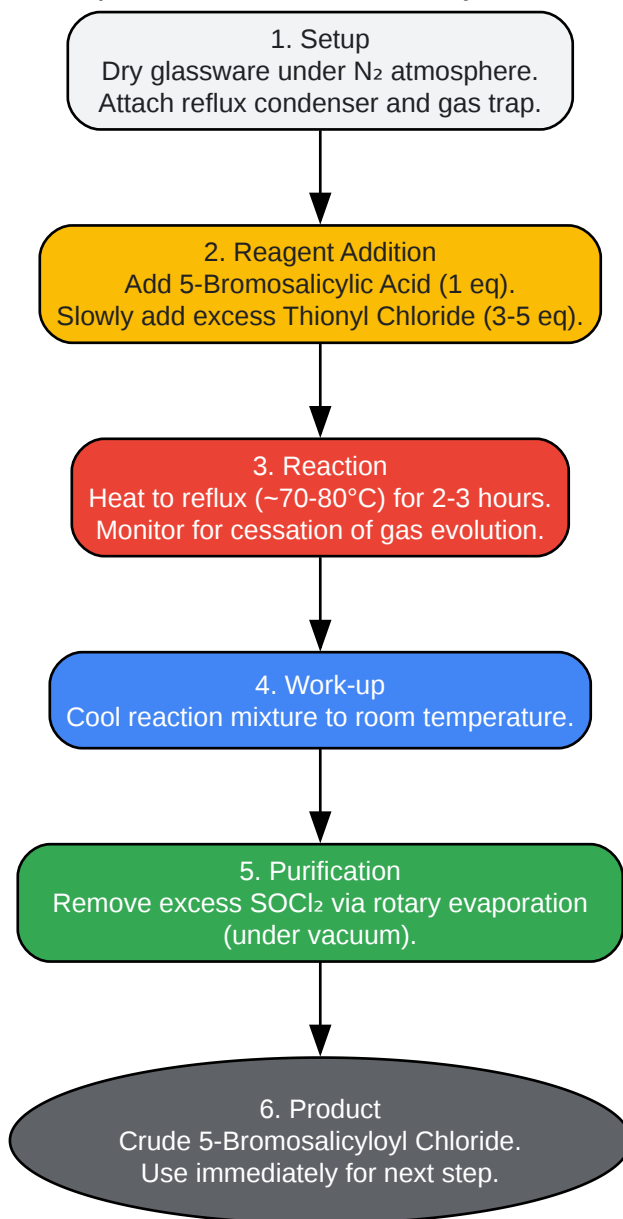 1. Setup
Dry glassware under N₂ atmosphere.
Attach reflux condenser and gas trap.
2. Reagent Addition
Add 5-Bromosalicylic Acid (1 eq).
Slowly add excess Thionyl Chloride (3-5 eq).
3. Reaction
Heat to reflux (~70-80°C) for 2-3 hours.
Monitor for cessation of gas evolution.
4. Work-up
Cool reaction mixture to room temperature.
5. Purification
Remove excess SOCl₂ via rotary evaporation
(under vacuum).
6. Product
Crude 5-Bromosalicyloyl Chloride.
Use immediately for next step.